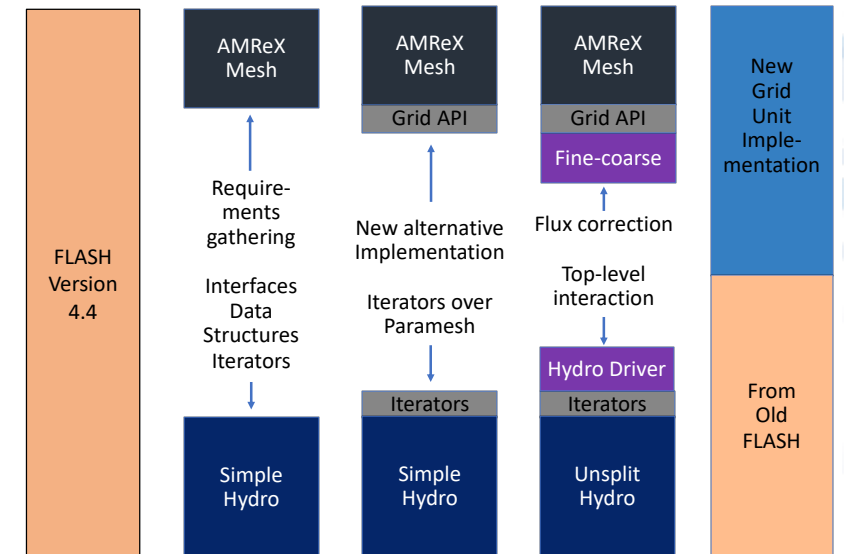 FLASH
Version
4.4
AMReX
Mesh
Require-
ments
gathering
Interfaces
Data
Structures
Iterators
Simple
Hydro
AMReX
Mesh
Grid API
New alternative
Implementation
Iterators over
Paramesh
Iterators
Simple
Hydro
AMReX
Mesh
Grid API
Fine-coarse
Flux correction
Top-level
interaction
Hydro Driver
Iterators
Unsplit
Hydro
New
Grid
Unit
Imple-
mentation
From
Old
FLASH